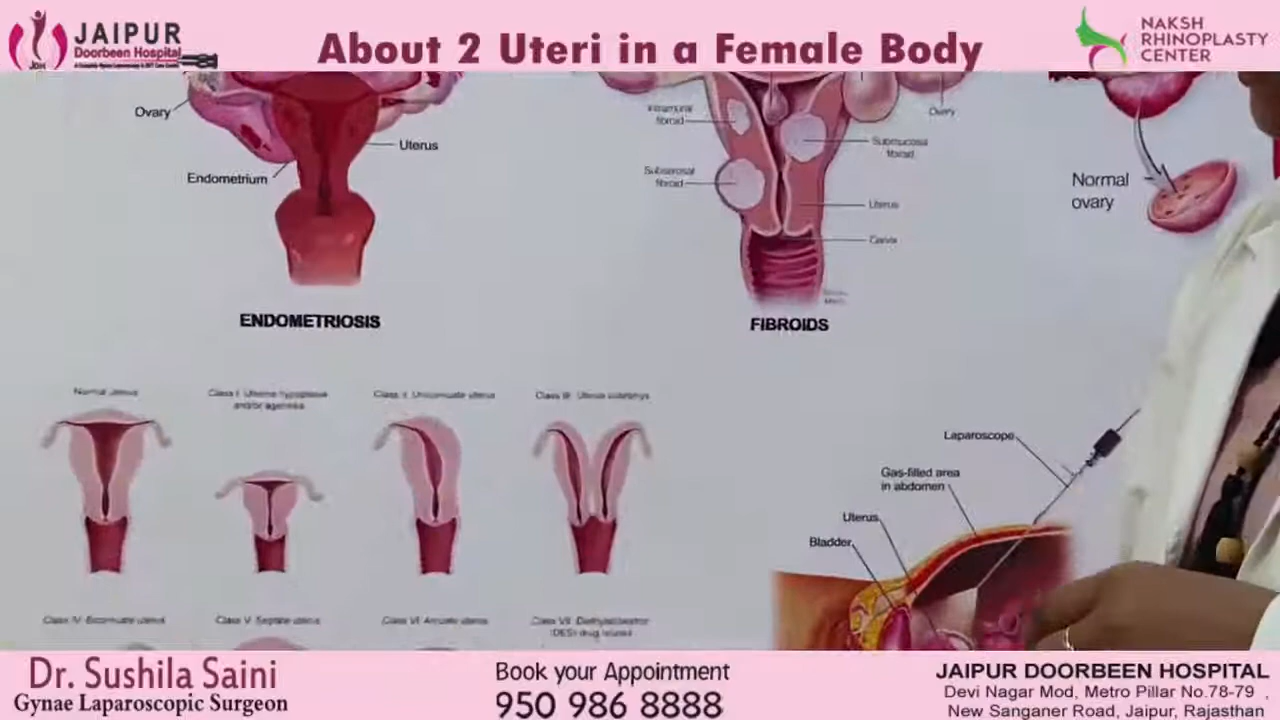 JAIPUR
Doorbeen Hospital
JDH
About 2 Uteri in a Female Body
NAKSH
RHINOPLASTY
CENTER
Ovary
Uterus
Endometrium
ENDOMETRIOSIS
Intramural
fibroid
Ovary
Submucosal
fibroid
Subserosal
fibroid
Uterus
Cervix
FIBROIDS
Normal
ovary
Normal uterus
Class I: Uterine hypoplasia
and/or agenesis
Class II: Unicornuate uterus
Class III: Uterus didelphys
Laparoscope
Gas-filled area
in abdomen
Uterus
Bladder
Class IV: Bicornuate uterus
Class V: Septate uterus
Class VI: Arcuate uterus
Class VII: Diethylstilbestrol
(DES) drug related
Dr. Sushila Saini
Gynae Laparoscopic Surgeon
Book your Appointment
950 986 8888
JAIPUR DOORBEEN HOSPITAL
Devi Nagar Mod, Metro Pillar No.78-79 ,
New Sanganer Road, Jaipur, Rajasthan